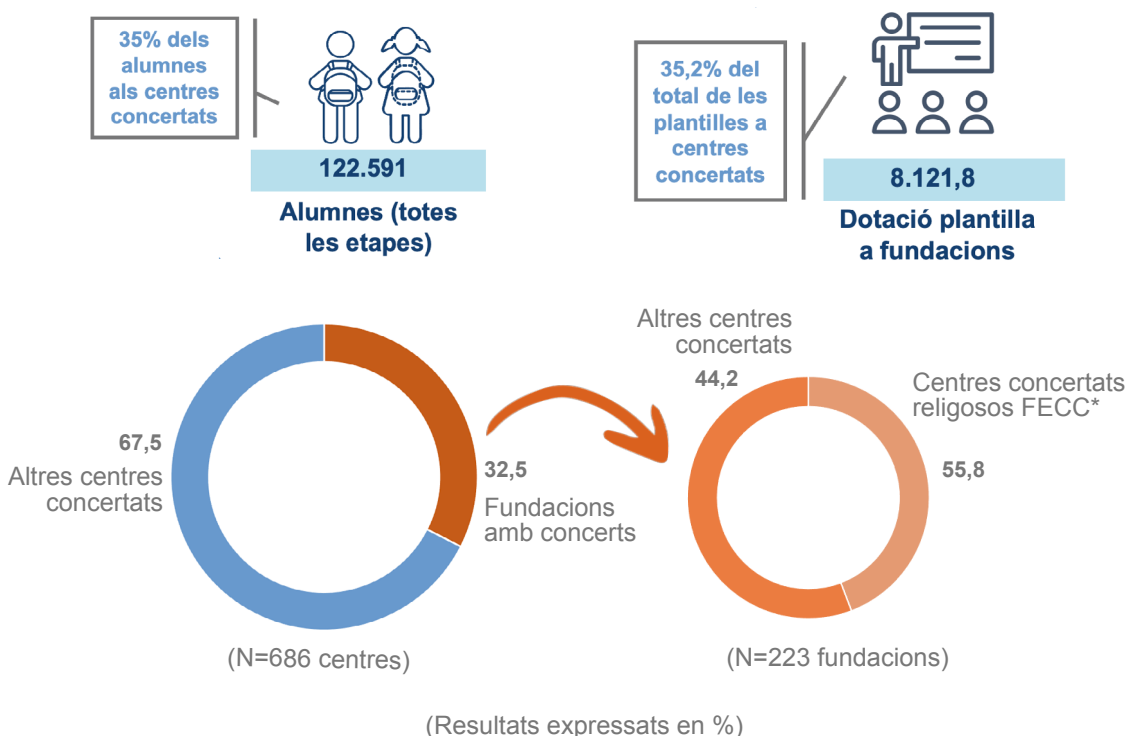 35% dels
alumnes
als centres
concertats
122.591
Alumnes (totes
les etapes)
35,2% del
total de les
plantilles a
centres
concertats
8.121,8
Dotació plantilla
a fundacions
67,5
Altres centres
concertats
32,5
Fundacions
amb concerts
(N=686 centres)
Altres centres
concertats
44,2
Centres concertats
religosos FECC*
55,8
(N=223 fundacions)
(Resultats expressats en %)